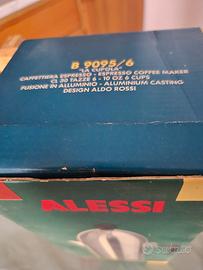 B 9095/6
"LA CUPOLA"
CAFFETTIERA ESPRESSO - ESPRESSO COFFEE MAKER
CL 30 TAZZE 6 - 10 OZ 6 CUPS
FUSIONE IN ALLUMINIO - ALUMINIUM CASTING
DESIGN ALDO ROSSI
ALESSI